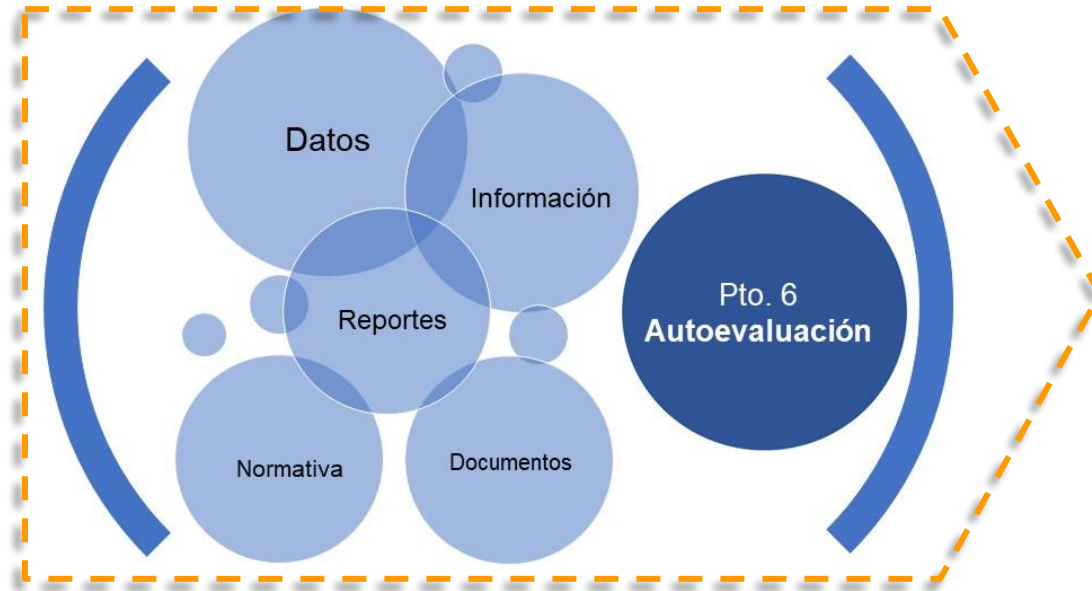 Datos
Información
Reportes
Pto. 6
Autoevaluación
Normativa
Documentos